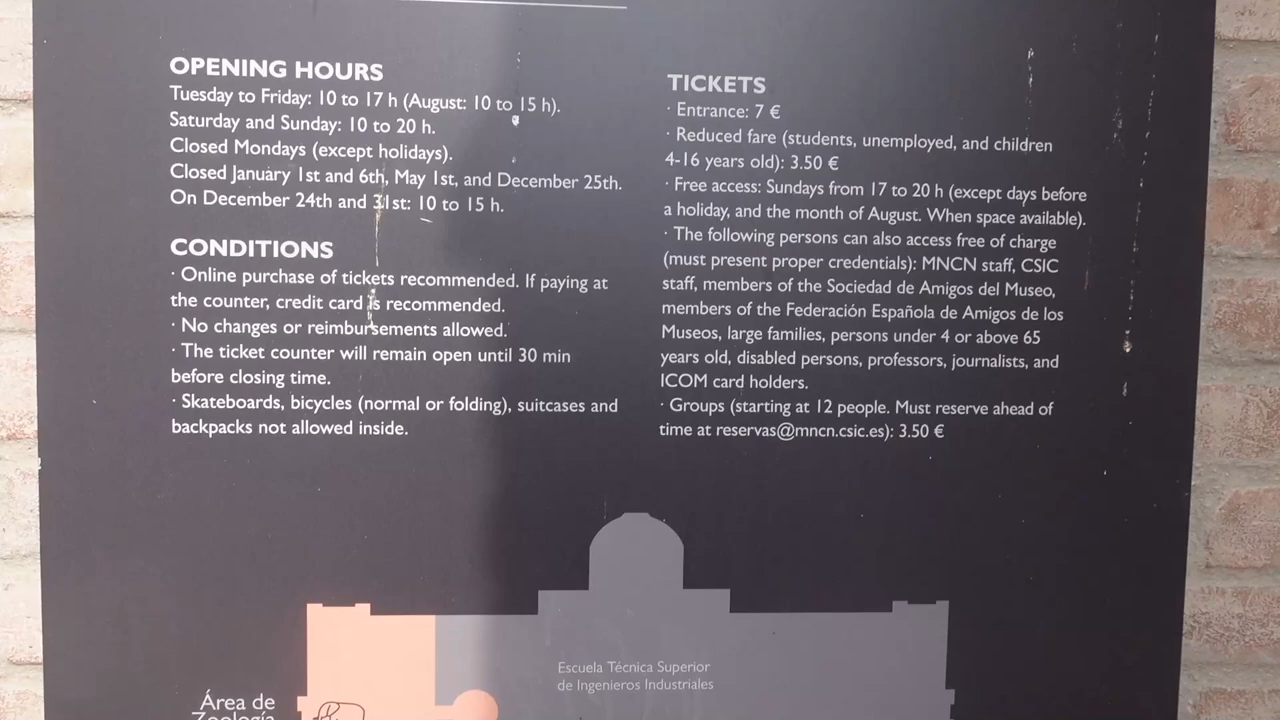 OPENING HOURS
Tuesday to Friday: 10 to 17 h (August: 10 to 15 h).
Saturday and Sunday: 10 to 20 h.
Closed Mondays (except holidays).
Closed January 1st and 6th, May 1st, and December 25th.
On December 24th and 31st: 10 to 15 h.
CONDITIONS
· Online purchase of tickets recommended. If paying at
the counter, credit card is recommended.
· No changes or reimbursements allowed.
· The ticket counter will remain open until 30 min
before closing time.
· Skateboards, bicycles (normal or folding), suitcases and
backpacks not allowed inside.
TICKETS
· Entrance: 7 €
· Reduced fare (students, unemployed, and children
4-16 years old): 3.50 €
· Free access: Sundays from 17 to 20 h (except days before
a holiday, and the month of August. When space available).
· The following persons can also access free of charge
(must present proper credentials): MNCN staff, CSIC
staff, members of the Sociedad de Amigos del Museo,
members of the Federación Española de Amigos de los
Museos, large families, persons under 4 or above 65
years old, disabled persons, professors, journalists, and
ICOM card holders.
· Groups (starting at 12 people. Must reserve ahead of
time at reservas@mncn.csic.es): 3.50 €
Escuela Técnica Superior
de Ingenieros Industriales
Área de
Zoología